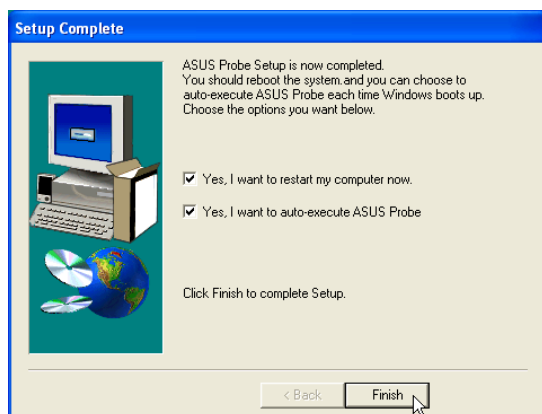 Setup Complete
ASUS Probe Setup is now completed.
You should reboot the system.and you can choose to
auto-execute ASUS Probe each time Windows boots up.
Choose the options you want below.
Yes, I want to restart my computer now.
Yes, I want to auto-execute ASUS Probe
Click Finish to complete Setup.
< Back
Finish